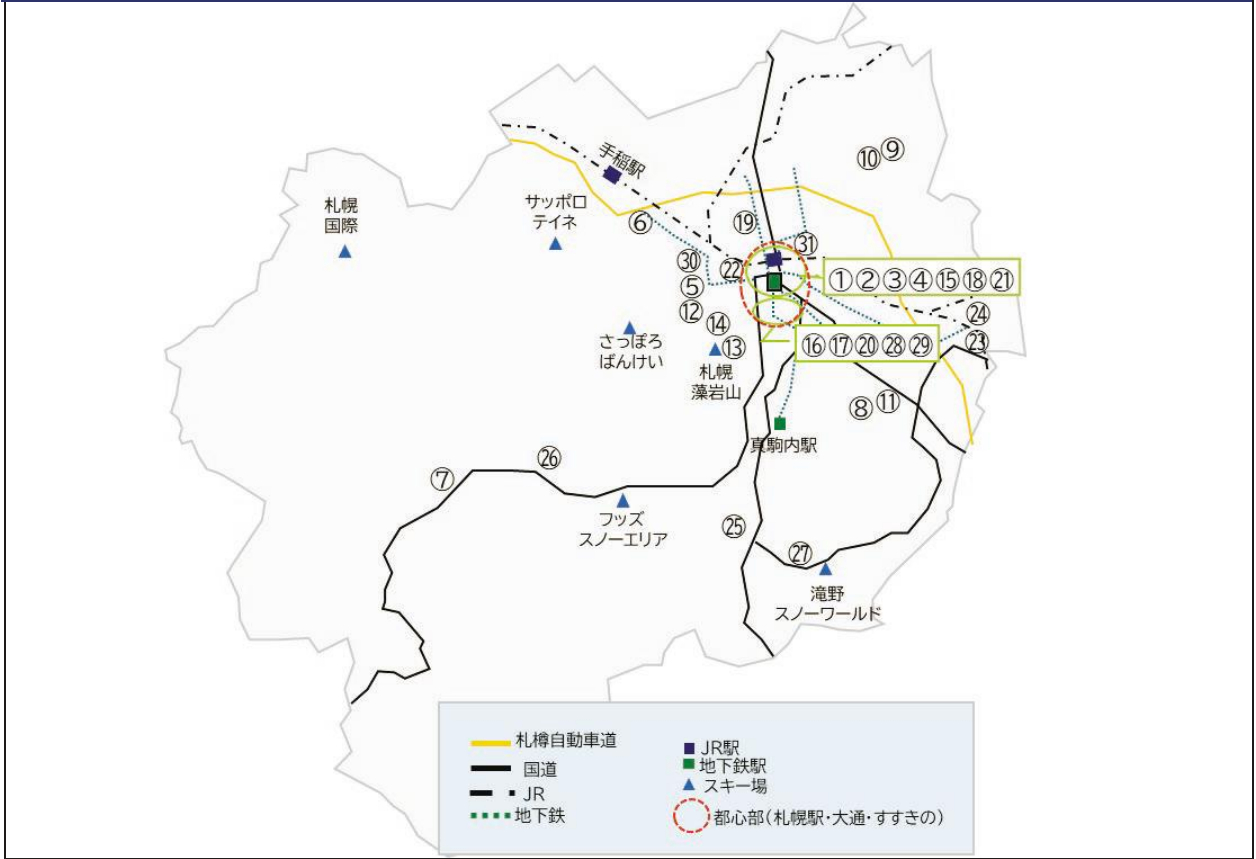 手稲駅
⑩⑨
札幌
国際
サッポロ
テイネ
⑥
⑲
㉛
㉚
㉒
①②③④⑮⑱㉑
⑤
⑫
⑭
⑬
㉔
㉓
さっぽろ
ばんけい
札幌
藻岩山
⑯⑰⑳㉘㉙
⑧⑪
真駒内駅
㉖
⑦
フッズ
スノーエリア
㉕
㉗
滝野
スノーワールド
札樽自動車道
国道
JR
地下鉄
JR駅
地下鉄駅
スキー場
都心部(札幌駅・大通・すすきの)